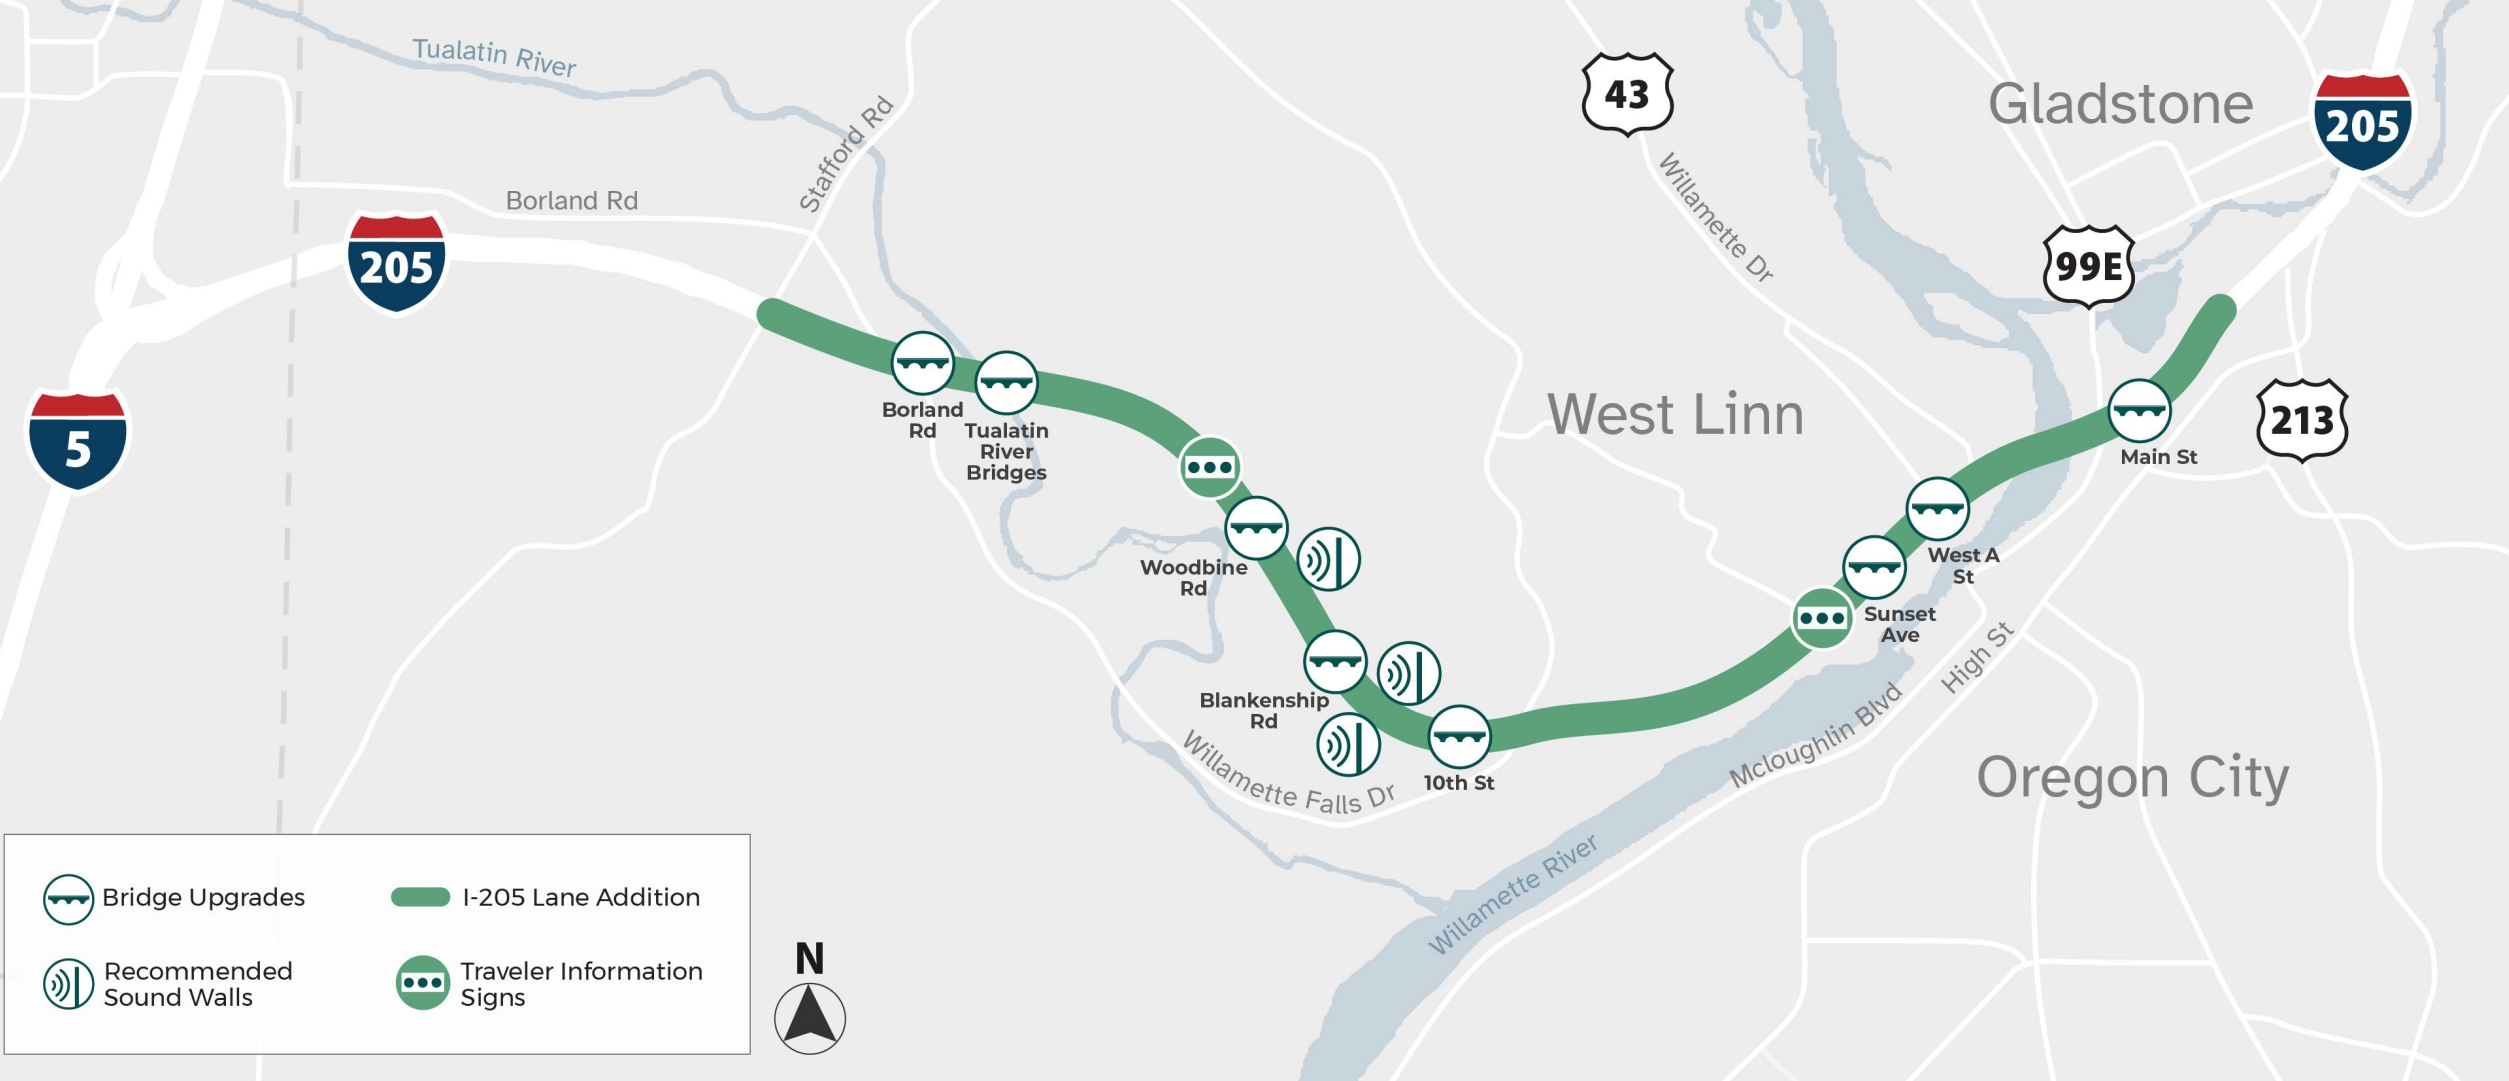 Tualatin River
Stafford Rd
Borland Rd
205
5
43
Willamette Dr
Gladstone
205
99E
West Linn
213
Borland
Rd
Tualatin
River
Bridges
Main St
Woodbine
Rd
West A
St
Sunset
Ave
High St
Blankenship
Rd
10th St
Willamette Falls Dr
Mcloughlin Blvd
Oregon City
Willamette River
Bridge Upgrades
I-205 Lane Addition
Recommended
Sound Walls
Traveler Information
Signs
N